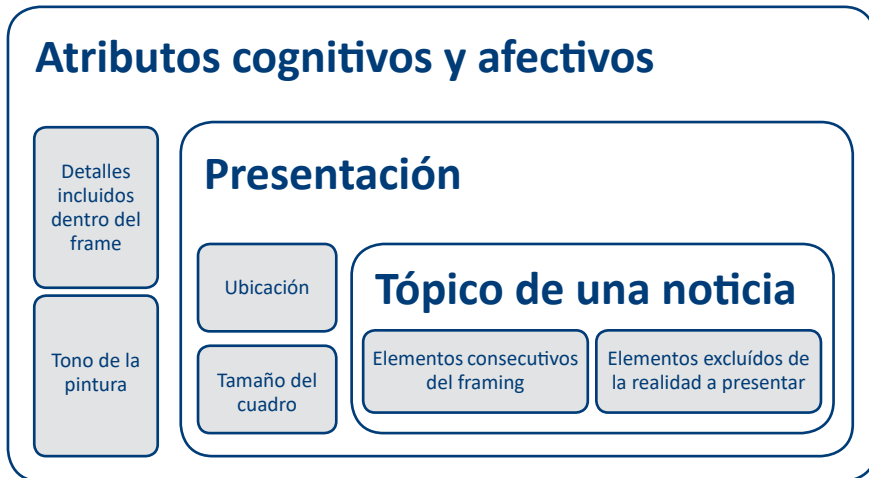 Atributos cognitivos y afectivos
Detalles
incluidos
dentro del
frame
Tono de la
pintura
Presentación
Ubicación
Tamaño del
cuadro
Tópico de una noticia
Elementos consecutivos
del framing
Elementos excluídos de
la realidad a presentar